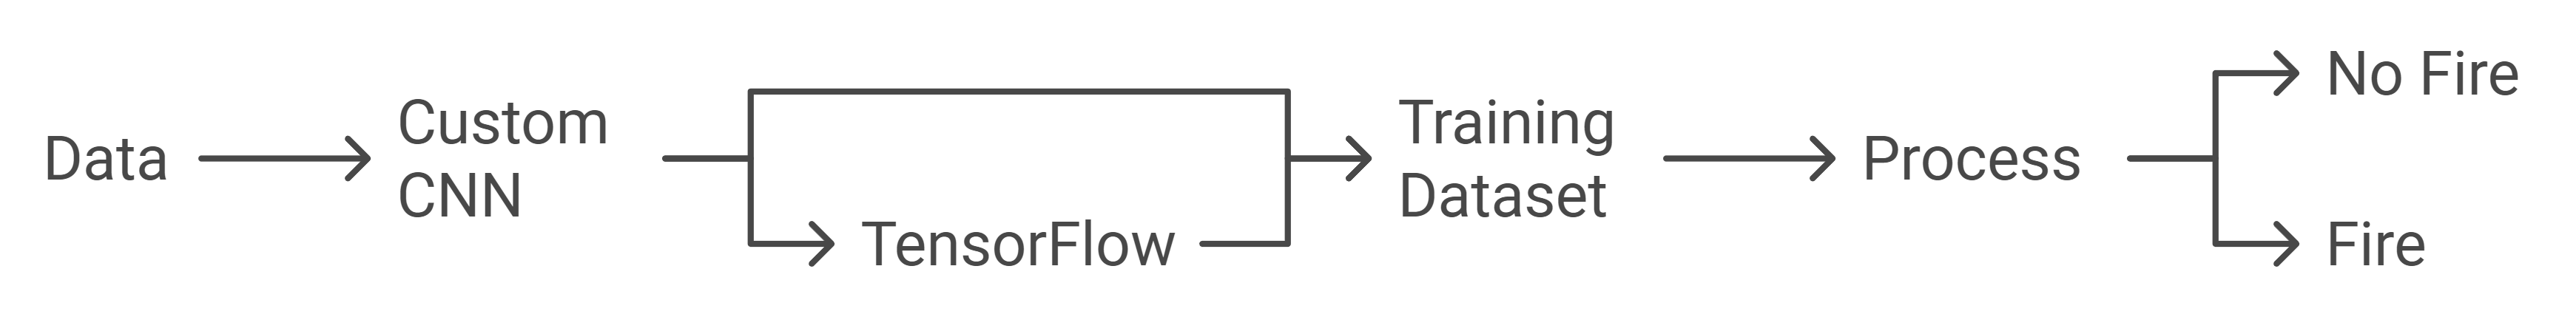 Data
Custom
CNN
TensorFlow
Training
Dataset
Process
No Fire
Fire